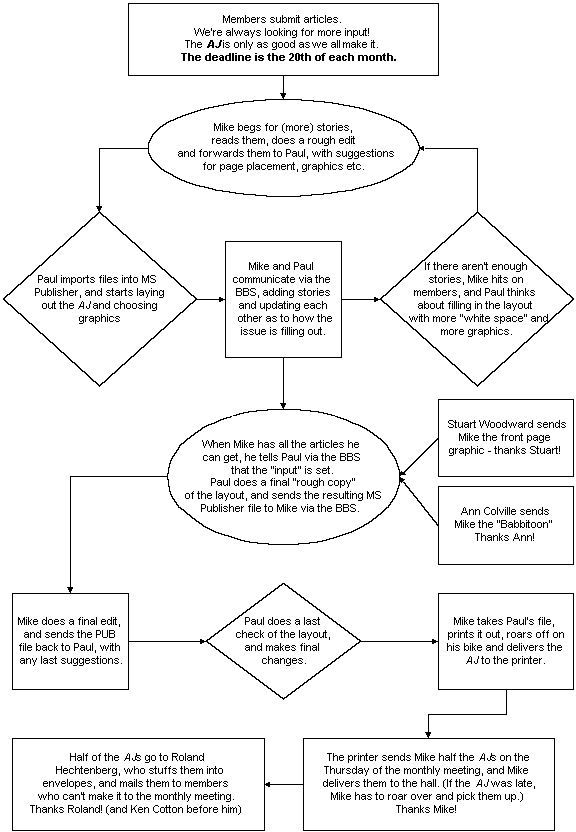 Members submit articles.
We're always looking for more input!
The AJ is only as good as we all make it.
The deadline is the 20th of each month.
Mike begs for (more) stories,
reads them, does a rough edit
and forwards them to Paul, with suggestions
for page placement, graphics etc.
Paul imports files into MS
Publisher, and starts laying
out the AJ and choosing
graphics
Mike and Paul
communicate via the
BBS, adding stories
and updating each
other as to how the
issue is filling out.
If there aren't enough
stories, Mike hits on
members, and Paul thinks
about filling in the layout
with more "white space" and
more graphics.
When Mike has all the articles he
can get, he tells Paul via the BBS
that the "input" is set.
Paul does a final "rough copy"
of the layout, and sends the resulting MS
Publisher file to Mike via the BBS.
Stuart Woodward sends
Mike the front page
graphic - thanks Stuart!
Ann Colville sends
Mike the "Babbitoon"
Thanks Ann!
Mike does a final edit,
and sends the PUB
file back to Paul, with
any last suggestions.
Paul does a last
check of the layout,
and makes final
changes.
Mike takes Paul's file,
prints it out, roars off on
his bike and delivers the
AJ to the printer.
Half of the AJs go to Roland
Hechtenberg, who stuffs them into
envelopes, and mails them to members
who can't make it to the monthly meeting.
Thanks Roland! (and Ken Cotton before him)
The printer sends Mike half the AJs on the
Thursday of the monthly meeting, and Mike
delivers them to the hall. (If the AJ was late,
Mike has to roar over and pick them up.)
Thanks Mike!